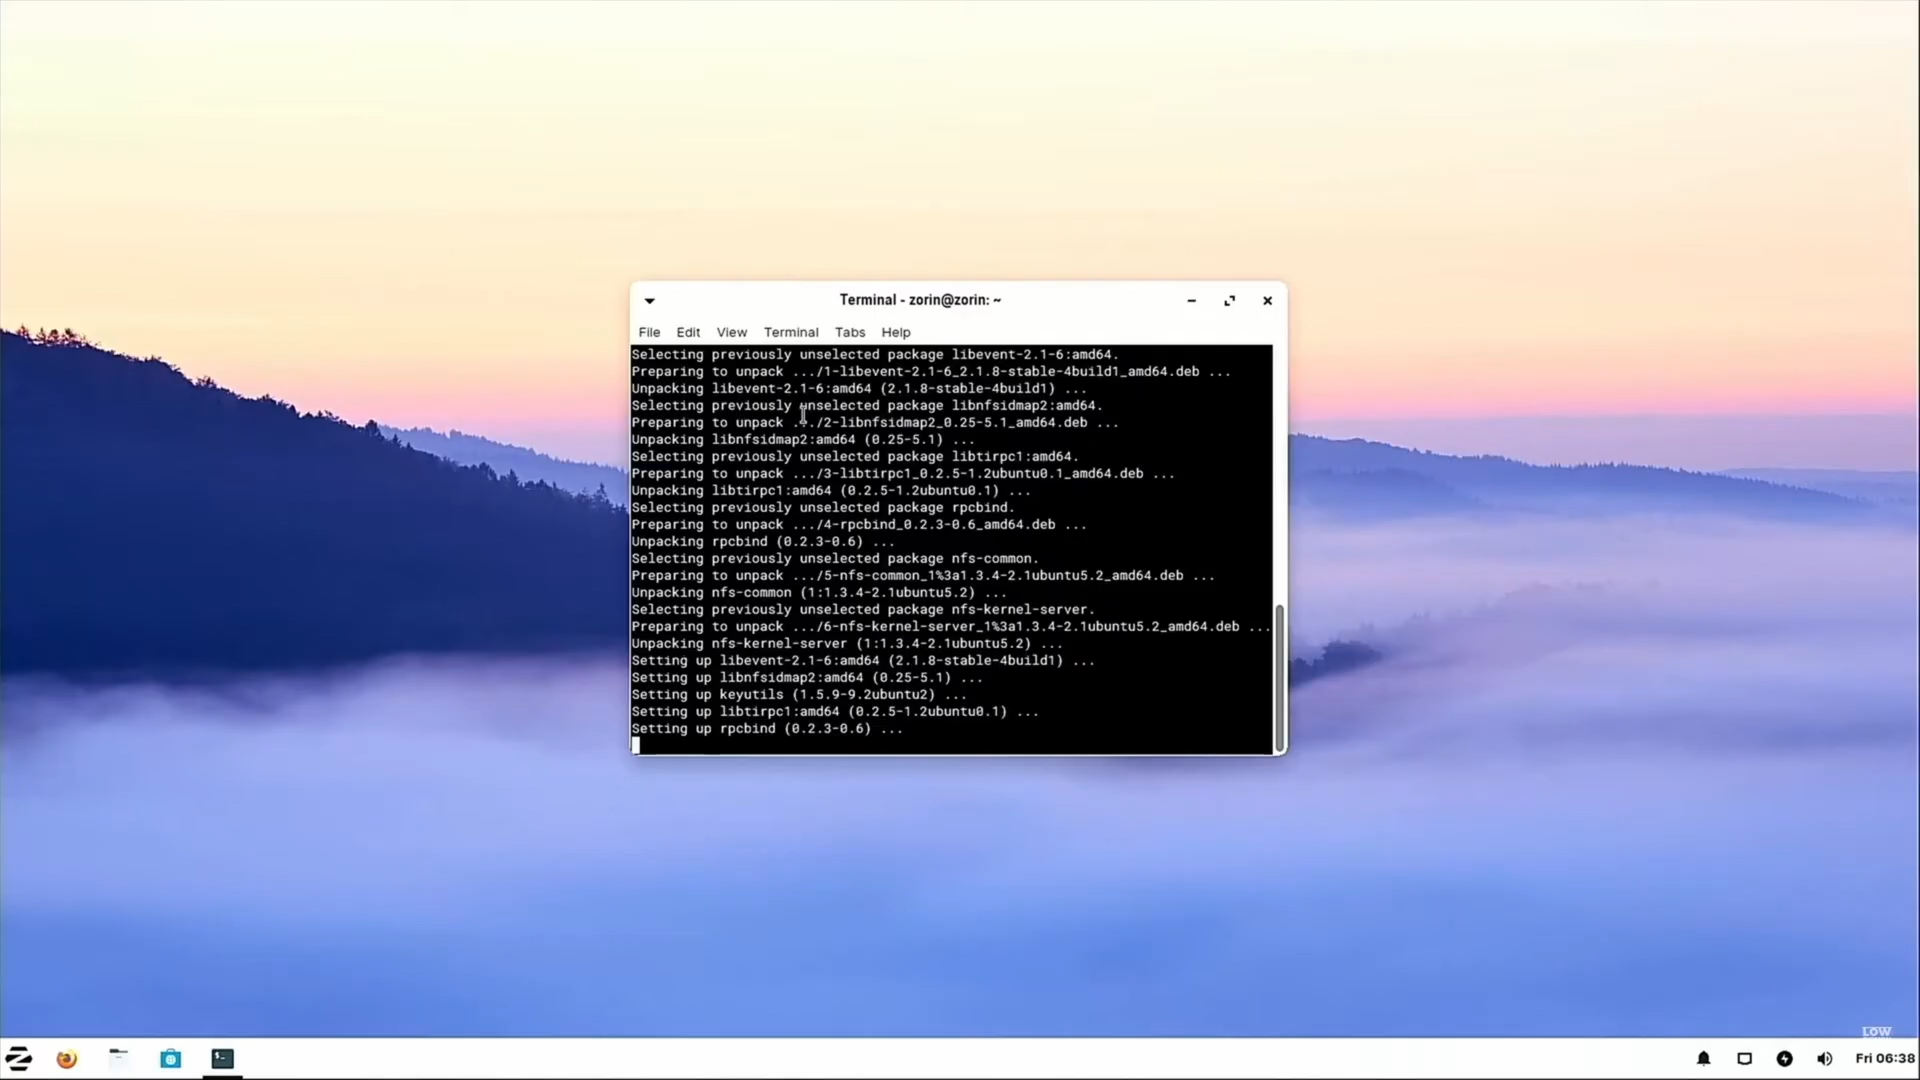 Terminal - zorin@zorin: ~
File Edit View Terminal Tabs Help
Selecting previously unselected package libevent-2.1-6:amd64.
Preparing to unpack .../1-libevent-2.1-6_2.1.8-stable-4build1_amd64.deb ...
Unpacking libevent-2.1-6:amd64 (2.1.8-stable-4build1) ...
Selecting previously unselected package libnfsidmap2:amd64.
Preparing to unpack .../2-libnfsidmap2_0.25-5.1_amd64.deb ...
Unpacking libnfsidmap2:amd64 (0.25-5.1) ...
Selecting previously unselected package libtirpc1:amd64.
Preparing to unpack .../3-libtirpc1_0.2.5-1.2ubuntu0.1_amd64.deb ...
Unpacking libtirpc1:amd64 (0.2.5-1.2ubuntu0.1) ...
Selecting previously unselected package rpcbind.
Preparing to unpack .../4-rpcbind_0.2.3-0.6_amd64.deb ...
Unpacking rpcbind (0.2.3-0.6) ...
Selecting previously unselected package nfs-common.
Preparing to unpack .../5-nfs-common_1%3a1.3.4-2.1ubuntu5.2_amd64.deb ...
Unpacking nfs-common (1:1.3.4-2.1ubuntu5.2) ...
Selecting previously unselected package nfs-kernel-server.
Preparing to unpack .../6-nfs-kernel-server_1%3a1.3.4-2.1ubuntu5.2_amd64.deb ...
Unpacking nfs-kernel-server (1:1.3.4-2.1ubuntu5.2) ...
Setting up libevent-2.1-6:amd64 (2.1.8-stable-4build1) ...
Setting up libnfsidmap2:amd64 (0.25-5.1) ...
Setting up keyutils (1.5.9-9.2ubuntu2) ...
Setting up libtirpc1:amd64 (0.2.5-1.2ubuntu0.1) ...
Setting up rpcbind (0.2.3-0.6) ...
LOW
Fri 06:38